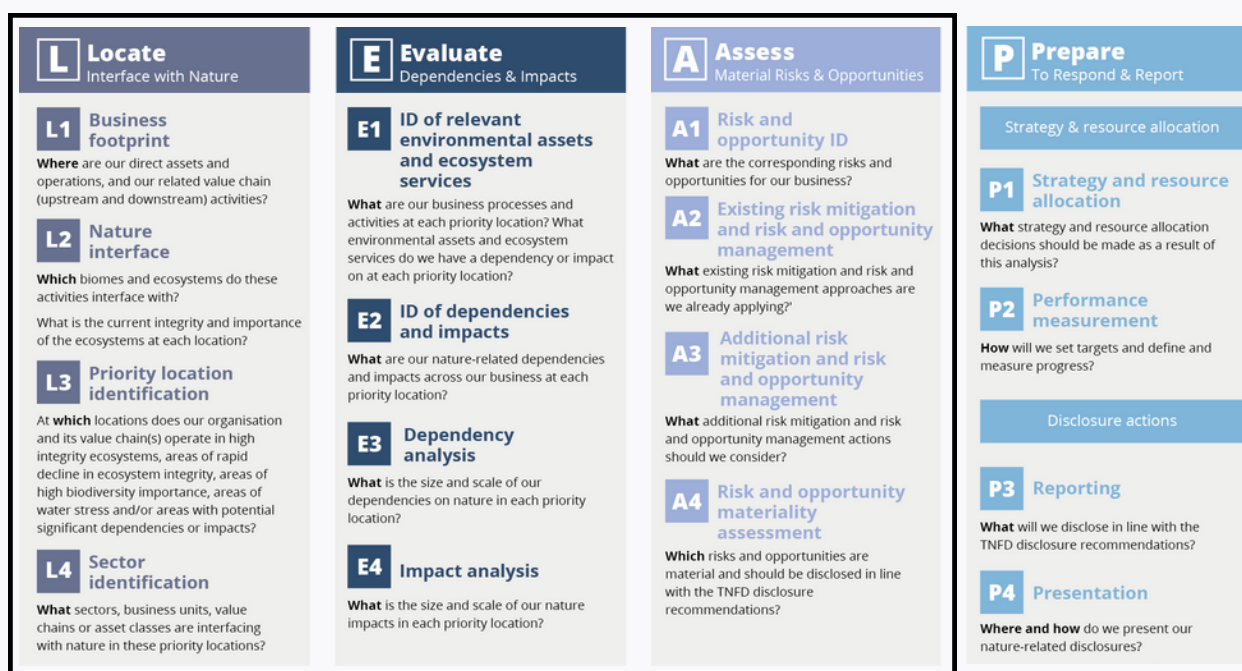 L
Locate
Interface with Nature
L1
Business
footprint
Where are our direct assets and
operations, and our related value chain
(upstream and downstream) activities?
L2
Nature
interface
Which biomes and ecosystems do these
activities interface with?
What is the current integrity and importance
of the ecosystems at each location?
L3
Priority location
identification
At which locations does our organisation
and its value chain(s) operate in high
integrity ecosystems, areas of rapid
decline in ecosystem integrity, areas of
high biodiversity importance, areas of
water stress and/or areas with potential
significant dependencies or impacts?
L4
Sector
identification
What sectors, business units, value
chains or asset classes are interfacing
with nature in these priority locations?
E
Evaluate
Dependencies & Impacts
E1
ID of relevant
environmental assets
and ecosystem
services
What are our business processes and
activities at each priority location? What
environmental assets and ecosystem
services do we have a dependency or impact
on at each priority location?
E2
ID of dependencies
and impacts
What are our nature-related dependencies
and impacts across our business at each
priority location?
E3
Dependency
analysis
What is the size and scale of our
dependencies on nature in each priority
location?
E4
Impact analysis
What is the size and scale of our nature
impacts in each priority location?
A
Assess
Material Risks & Opportunities
A1
Risk and
opportunity ID
What are the corresponding risks and
opportunities for our business?
A2
Existing risk mitigation
and risk and opportunity
management
What existing risk mitigation and risk and
opportunity management approaches are
we already applying?'
A3
Additional risk
mitigation and risk
and opportunity
management
What additional risk mitigation and risk
and opportunity management actions
should we consider?
A4
Risk and opportunity
materiality
assessment
Which risks and opportunities are
material and should be disclosed in line
with the TNFD disclosure
recommendations?
P
Prepare
To Respond & Report
Strategy & resource allocation
P1
Strategy and resource
allocation
What strategy and resource allocation
decisions should be made as a result of
this analysis?
P2
Performance
measurement
How will we set targets and define and
measure progress?
Disclosure actions
P3
Reporting
What will we disclose in line with the
TNFD disclosure recommendations?
P4
Presentation
Where and how do we present our
nature-related disclosures?